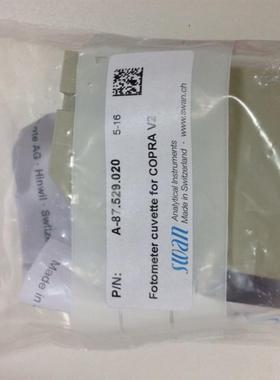 5-16
P/N: A-87.529.020
Fotometer cuvette for COPRA V2
swan
Analytical Instruments
Made in Switzerland · www.swan.ch
AG · Hinwil · Switz
Made in